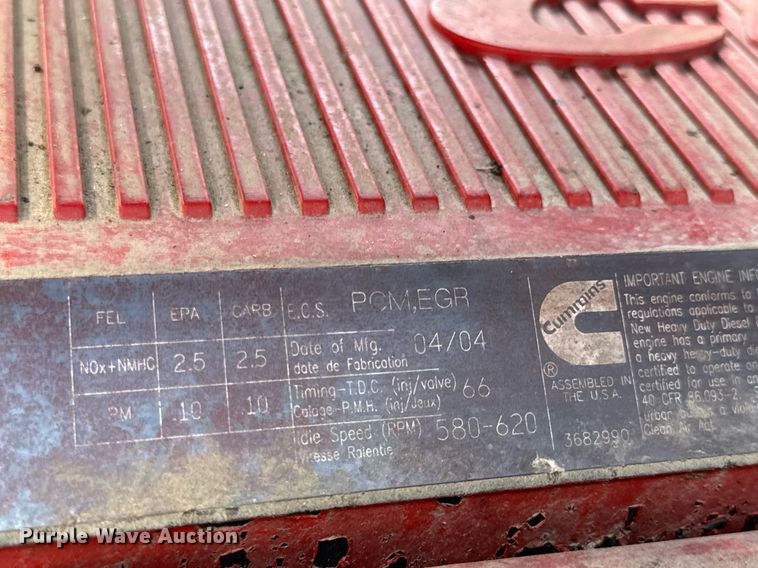 FEL EPA CARB
NOx+NMHC 2.5 2.5
PM .10 .10
E.C.S. PCM,EGR
Date of Mfg. 04/04
date de Fabrication
Timing-T.D.C. (inj/valve) 66
Calage-P.M.H. (inj/Jeux)
Idle Speed (RPM) 580-620
Vitesse Ralentie
Cummins
®
ASSEMBLED IN
THE U.S.A.
3682990
IMPORTANT ENGINE INFO
This engine conforms to
regulations applicable to
New Heavy Duty Diesel
engine has a primary
a heavy heavy-duty
certified to operate on
certified for use in
40 CFR 86.093-2.
urban bus is a
Clean Air Act.
Purple Wave Auction